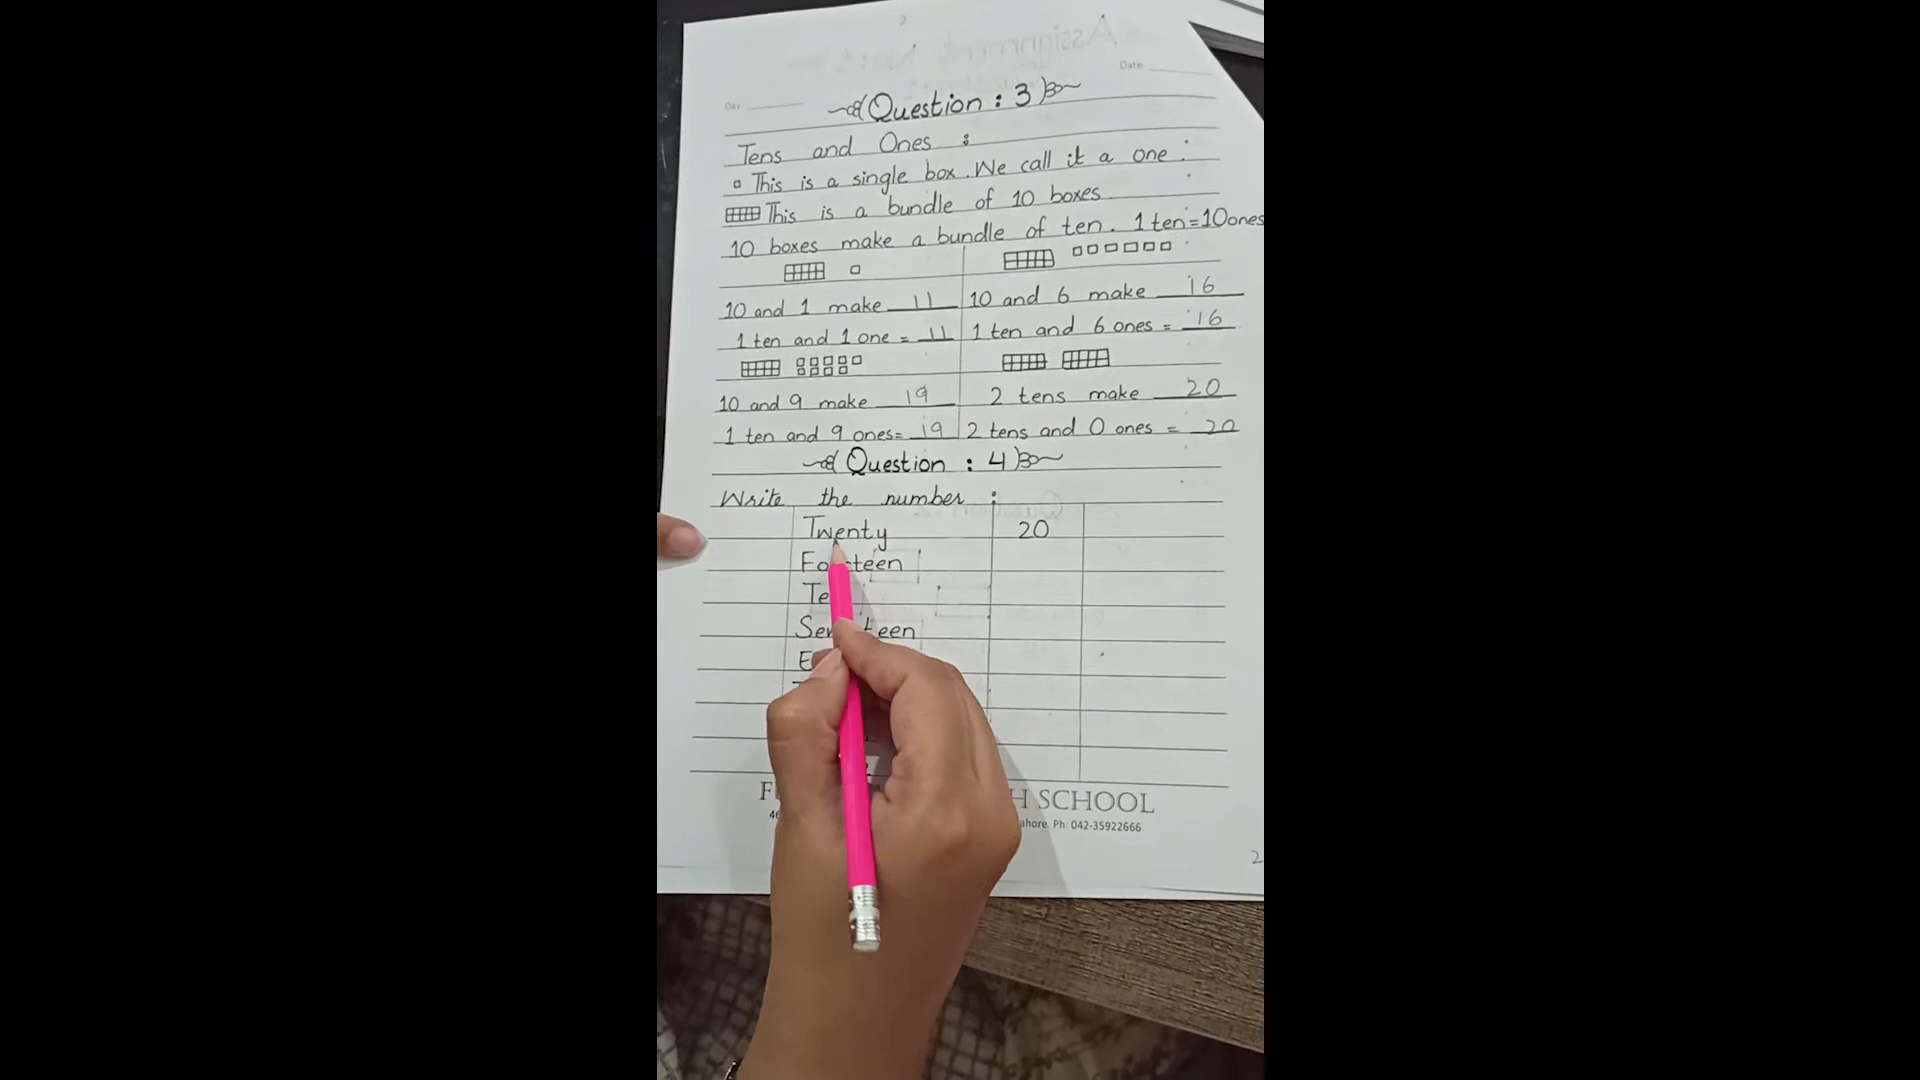 2
Date
Day
Question : 3
Tens and Ones :
This is a single box. We call it a one.
This is a bundle of 10 boxes.
10 boxes make a bundle of ten. 1 ten = 10 ones
10 and 1 make 11
10 and 6 make 16
1 ten and 1 one = 11
1 ten and 6 ones = 16
10 and 9 make 19
2 tens make 20
1 ten and 9 ones = 19
2 tens and 0 ones = 20
Question : 4
Write the number :
Twenty 20
SCHOOL
Ph: 042-35922666
2